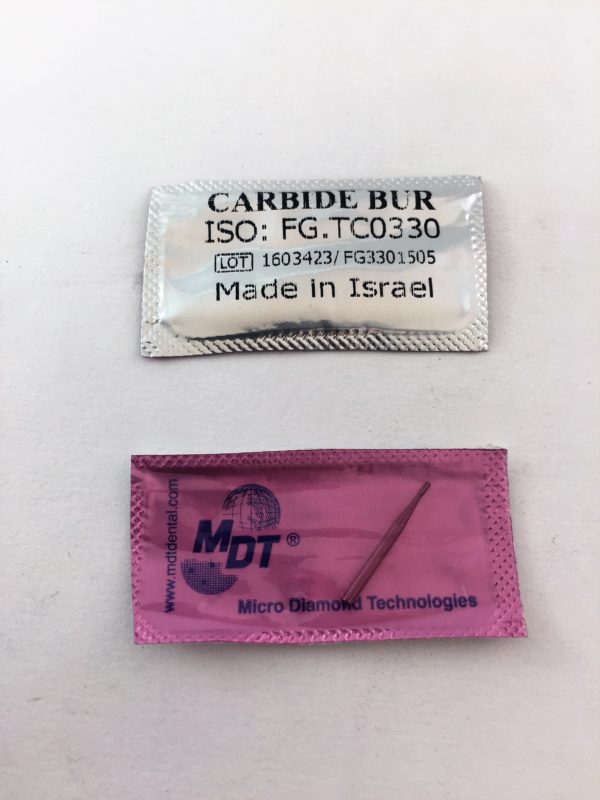 CARBIDE BUR
ISO: FG.TC0330
LOT 1603423/ FG3301505
Made in Israel
www.mdtdental.com
MDT®
Micro Diamond Technologies